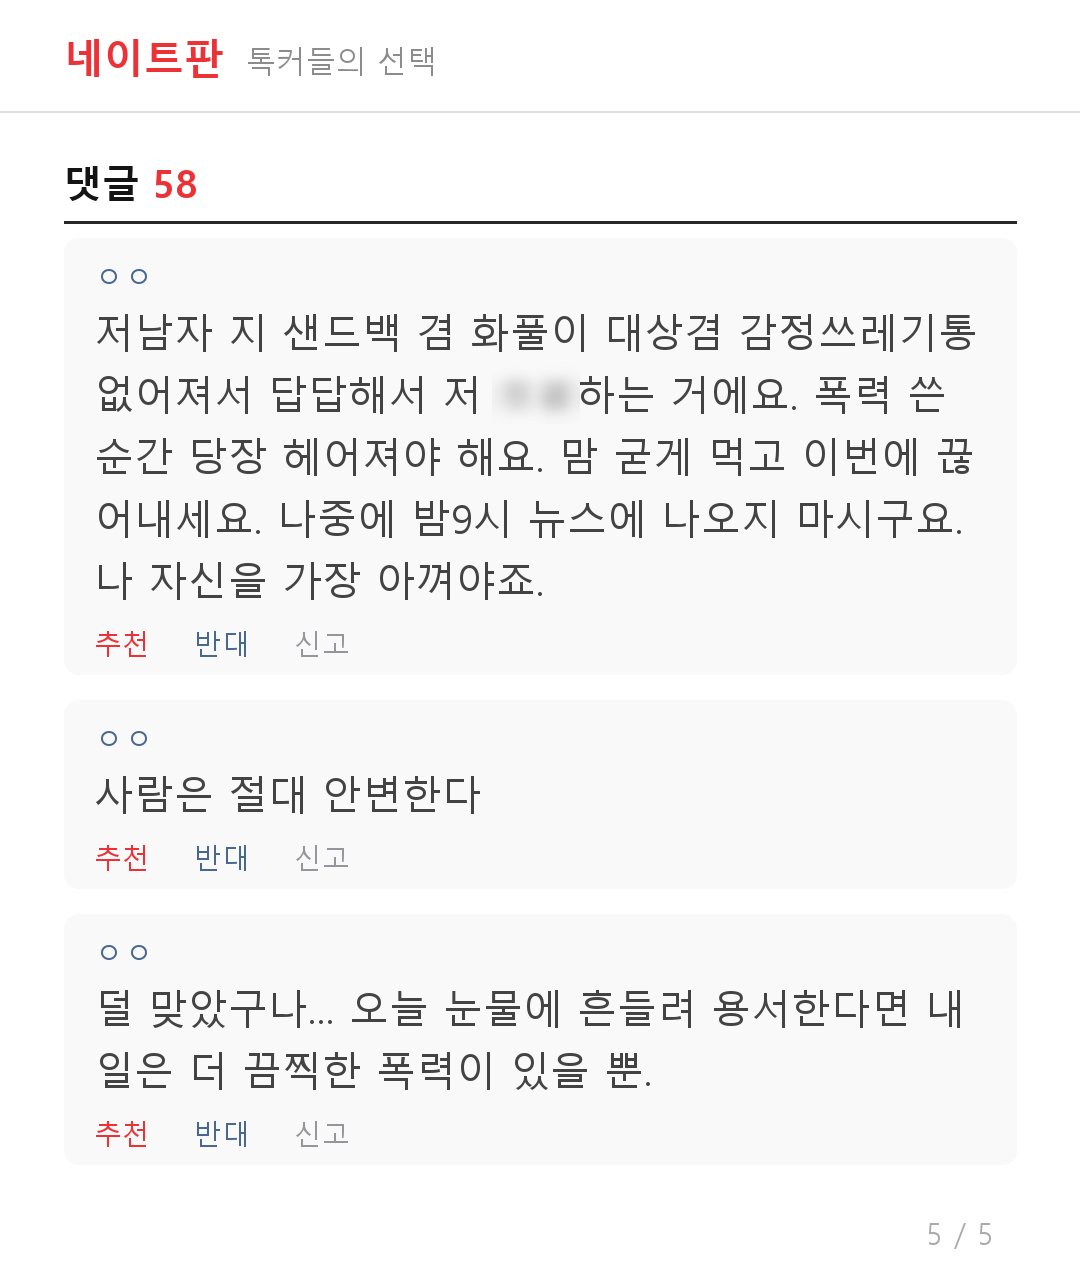 네이트판 톡커들의 선택
댓글 58
ㅇㅇ
저남자 지 샌드백 겸 화풀이 대상겸 감정쓰레기통
없어져서 답답해서 저 하는 거에요. 폭력 쓴
순간 당장 헤어져야 해요. 맘 굳게 먹고 이번에 끊
어내세요. 나중에 밤9시 뉴스에 나오지 마시구요.
나 자신을 가장 아껴야죠.
추천 반대 신고
ㅇㅇ
사람은 절대 안변한다
추천 반대 신고
ㅇㅇ
덜 맞았구나... 오늘 눈물에 흔들려 용서한다면 내
일은 더 끔찍한 폭력이 있을 뿐.
추천 반대 신고
5 / 5